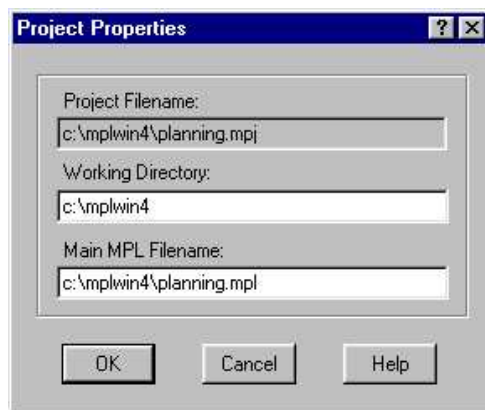 Project Properties
Project Filename:
c:\mplwin4\planning.mpj
Working Directory:
c:\mplwin4
Main MPL Filename:
c:\mplwin4\planning.mpl
OK Cancel Help